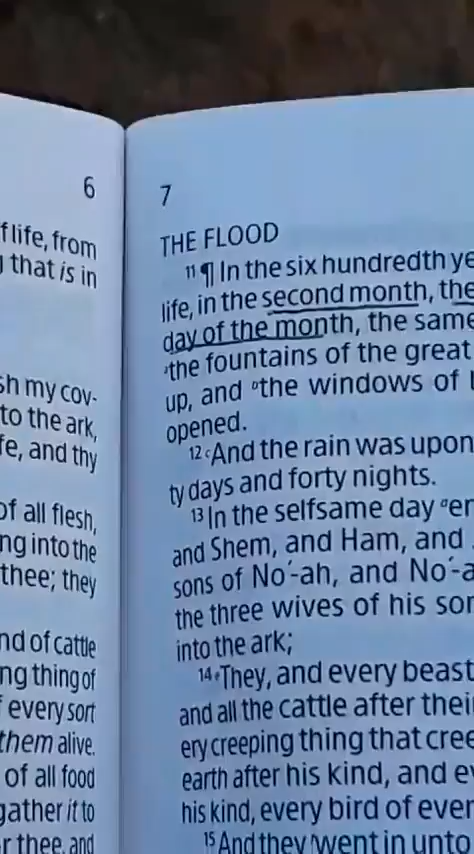 6
f life, from
that is in
sh my cov-
to the ark,
fe, and thy
of all flesh,
ng into the
thee; they
nd of cattle
ng thing of
every sort
them alive.
of all food
gather it to
r thee, and
7
THE FLOOD
11 ¶ In the six hundredth ye
life, in the second month, the
day of the month, the same
the fountains of the great
up, and the windows of
opened.
12 c And the rain was upon
ty days and forty nights.
13 In the selfsame day a en
and Shem, and Ham, and
sons of No´-ah, and No´-a
the three wives of his son
into the ark;
14 They, and every beast
and all the cattle after thei
ery creeping thing that cree
earth after his kind, and ev
his kind, every bird of ever
15 And they went in unto